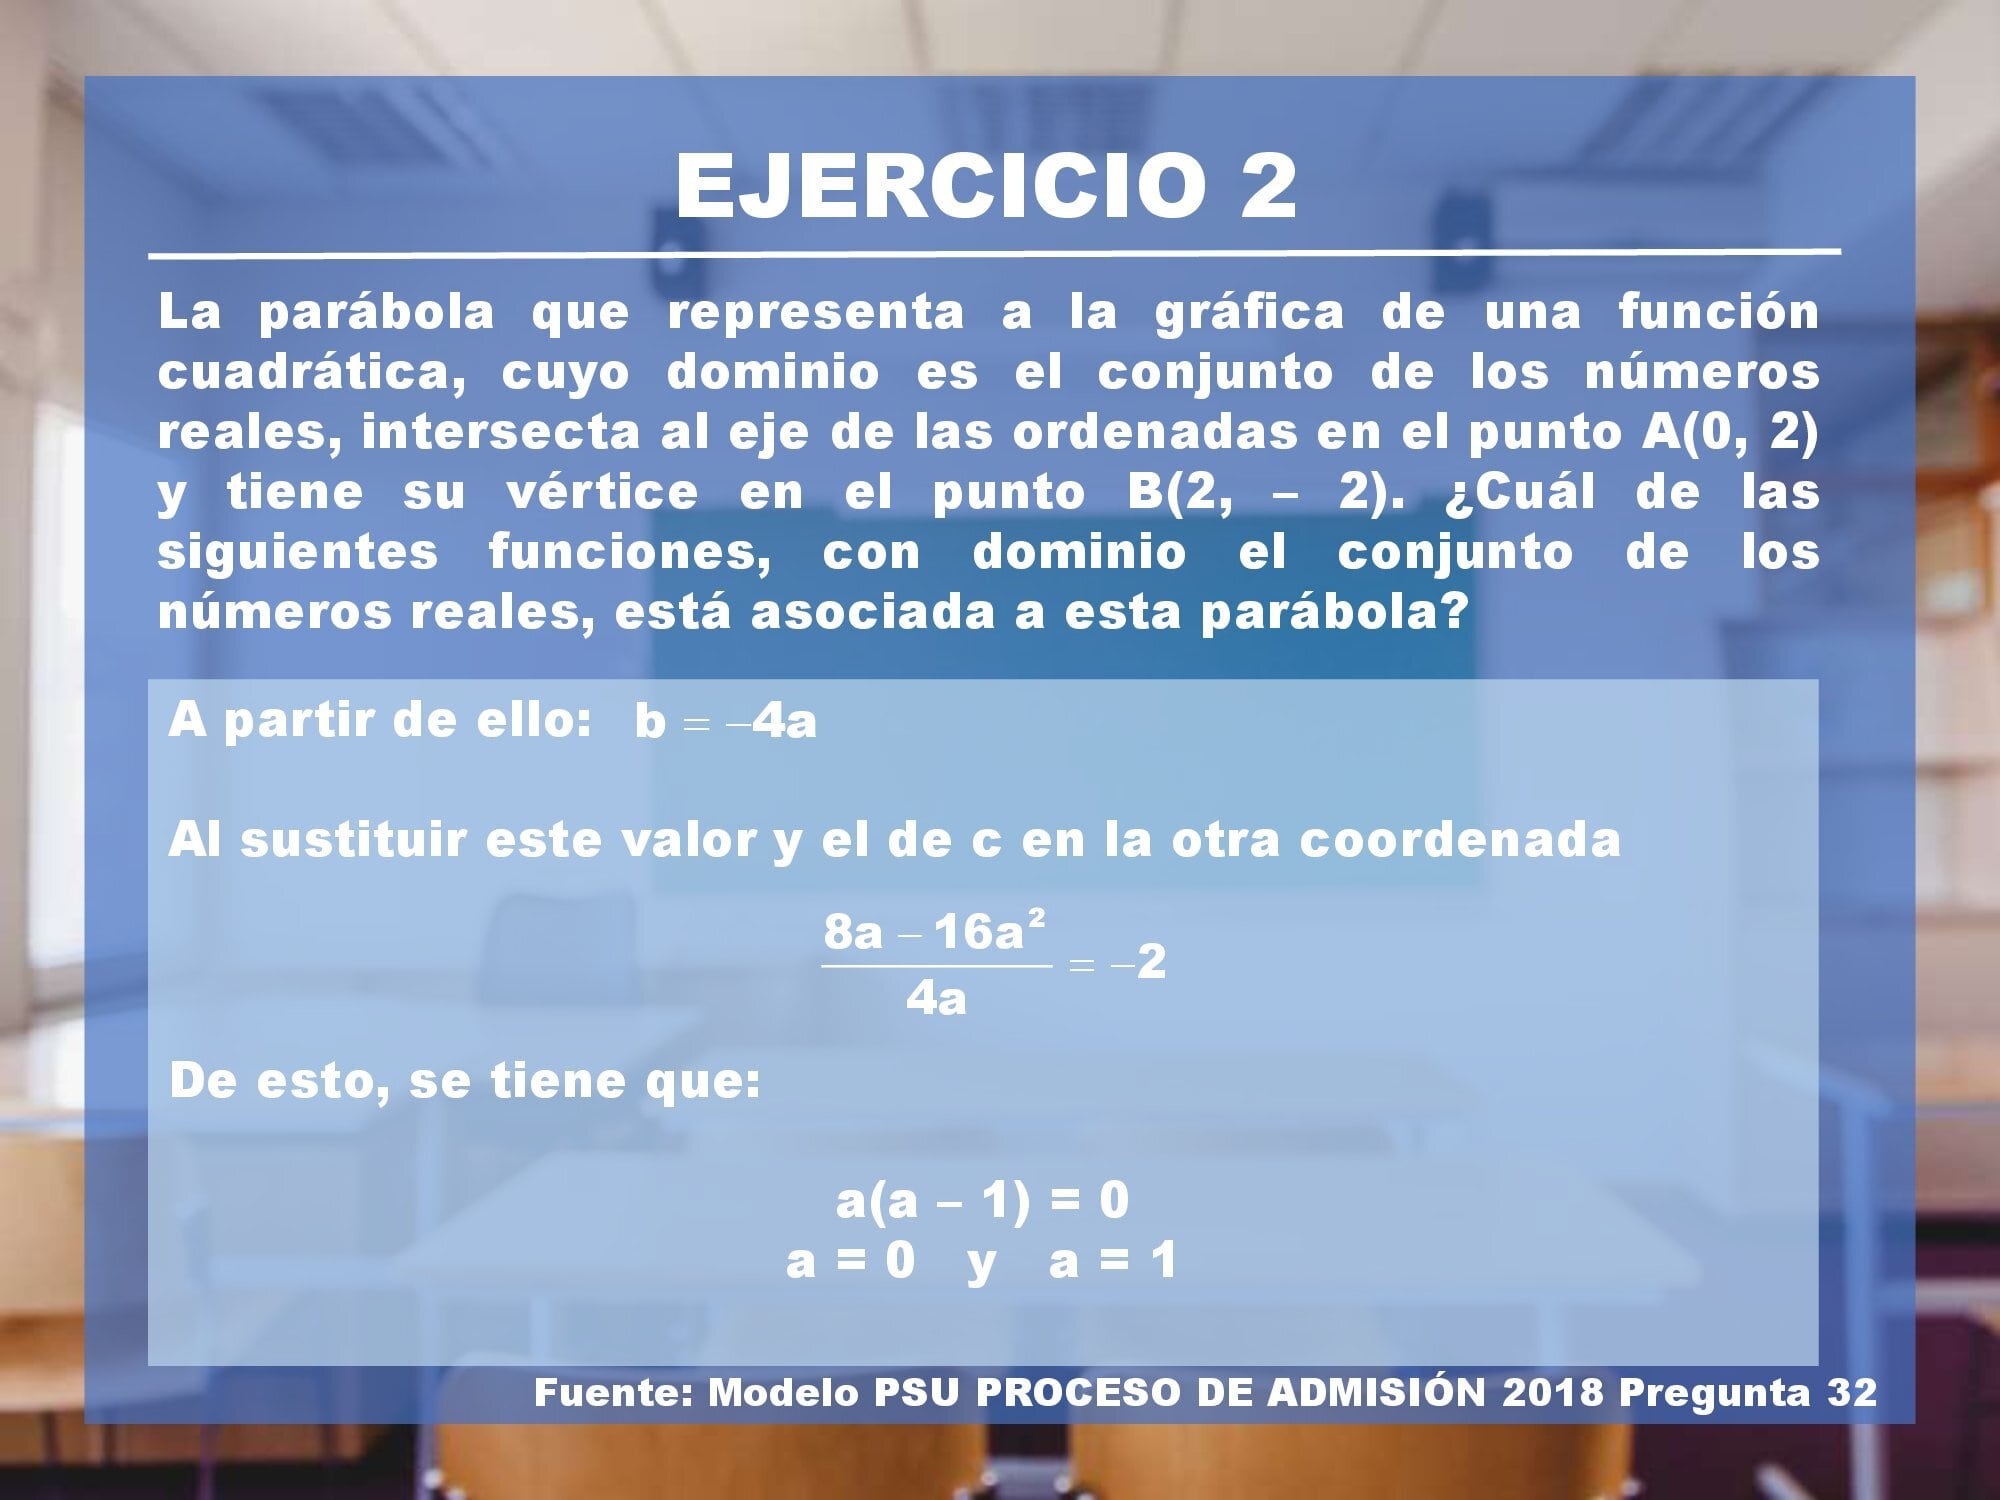 EJERCICIO 2
La parábola que representa a la gráfica de una función
cuadrática, cuyo dominio es el conjunto de los números
reales, intersecta al eje de las ordenadas en el punto A(0, 2)
y tiene su vértice en el punto B(2, – 2). ¿Cuál de las
siguientes funciones, con dominio el conjunto de los
números reales, está asociada a esta parábola?
A partir de ello: b = –4a
Al sustituir este valor y el de c en la otra coordenada
8a – 16a²
4a
= –2
De esto, se tiene que:
a(a – 1) = 0
a = 0 y a = 1
Fuente: Modelo PSU PROCESO DE ADMISIÓN 2018 Pregunta 32